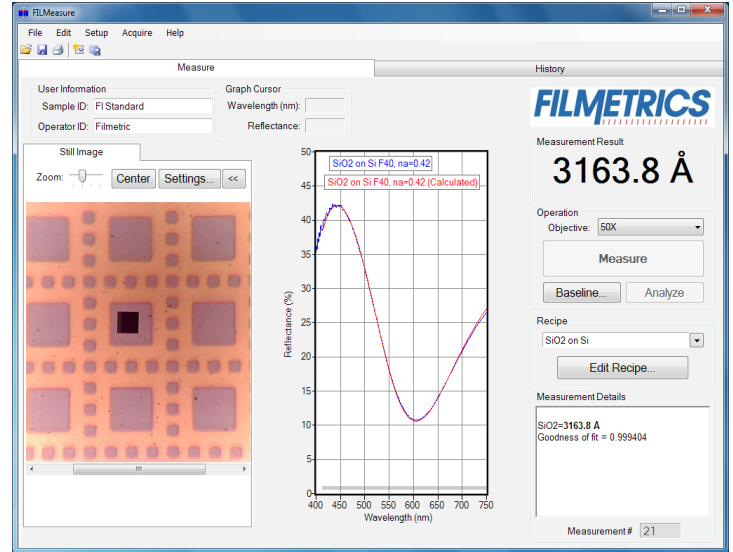 FILMeasure
File Edit Setup Acquire Help
Measure
History
User Information
Sample ID: FI Standard
Operator ID: Filmetric
Graph Cursor
Wavelength (nm):
Reflectance:
FILMETRICS
Still Image
Zoom: Center Settings... <<
50
45
40
35
30
25
20
15
10
5
0
Reflectance (%)
SiO2 on Si F40, na=0.42
SiO2 on Si F40, na=0.42 (Calculated)
400 450 500 550 600 650 700 750
Wavelength (nm)
Measurement Result
3163.8 Å
Operation
Objective: 50X
Measure
Baseline... Analyze
Recipe
SiO2 on Si
Edit Recipe...
Measurement Details
SiO2=3163.8 Å
Goodness of fit = 0.999404
Measurement # 21